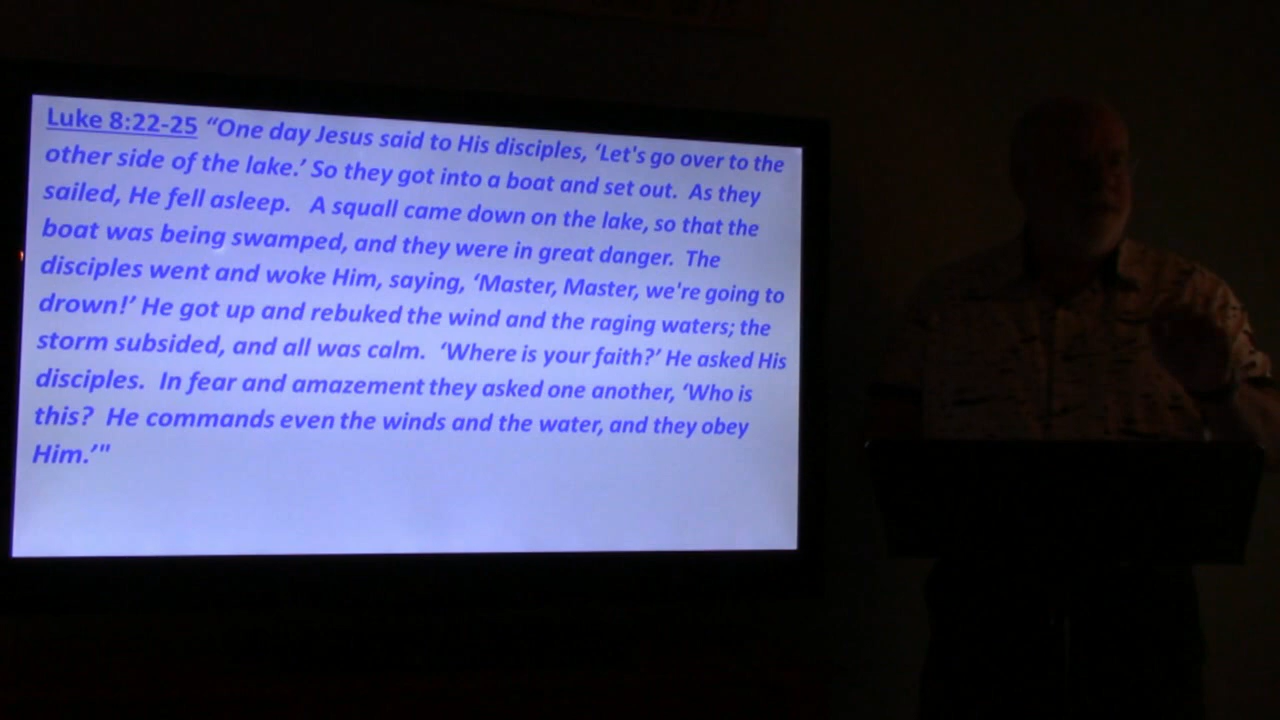 Luke 8:22-25 “One day Jesus said to His disciples, ‘Let's go over to the
other side of the lake.’ So they got into a boat and set out. As they
sailed, He fell asleep. A squall came down on the lake, so that the
boat was being swamped, and they were in great danger. The
disciples went and woke Him, saying, ‘Master, Master, we're going to
drown!’ He got up and rebuked the wind and the raging waters; the
storm subsided, and all was calm. ‘Where is your faith?’ He asked His
disciples. In fear and amazement they asked one another, ‘Who is
this? He commands even the winds and the water, and they obey
Him.’"